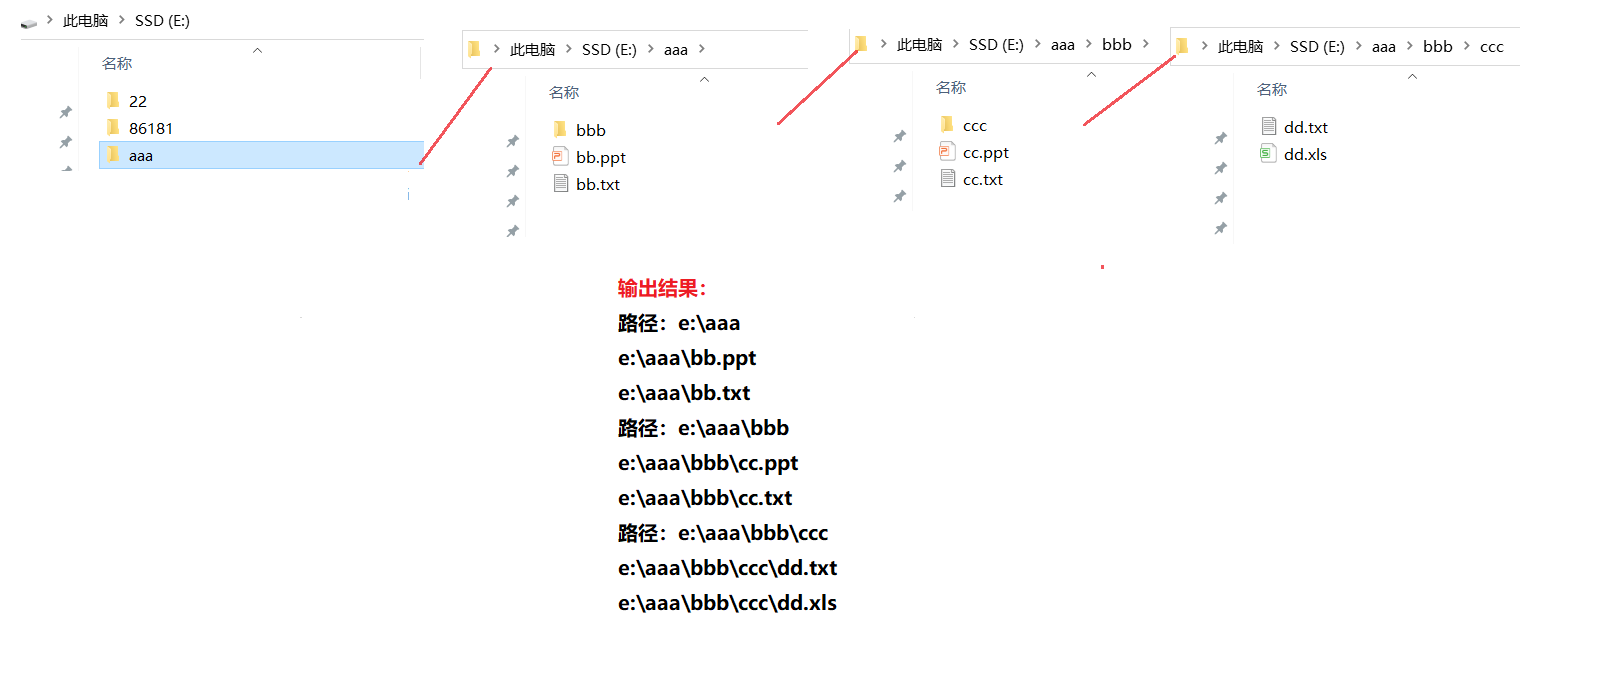 此电脑 > SSD (E:)
名称
22
86181
aaa
此电脑 > SSD (E:) > aaa >
名称
bbb
bb.ppt
bb.txt
此电脑 > SSD (E:) > aaa > bbb >
名称
ccc
cc.ppt
cc.txt
此电脑 > SSD (E:) > aaa > bbb > ccc
名称
dd.txt
dd.xls
输出结果：
路径：e:\aaa
e:\aaa\bb.ppt
e:\aaa\bb.txt
路径：e:\aaa\bbb
e:\aaa\bbb\cc.ppt
e:\aaa\bbb\cc.txt
路径：e:\aaa\bbb\ccc
e:\aaa\bbb\ccc\dd.txt
e:\aaa\bbb\ccc\dd.xls